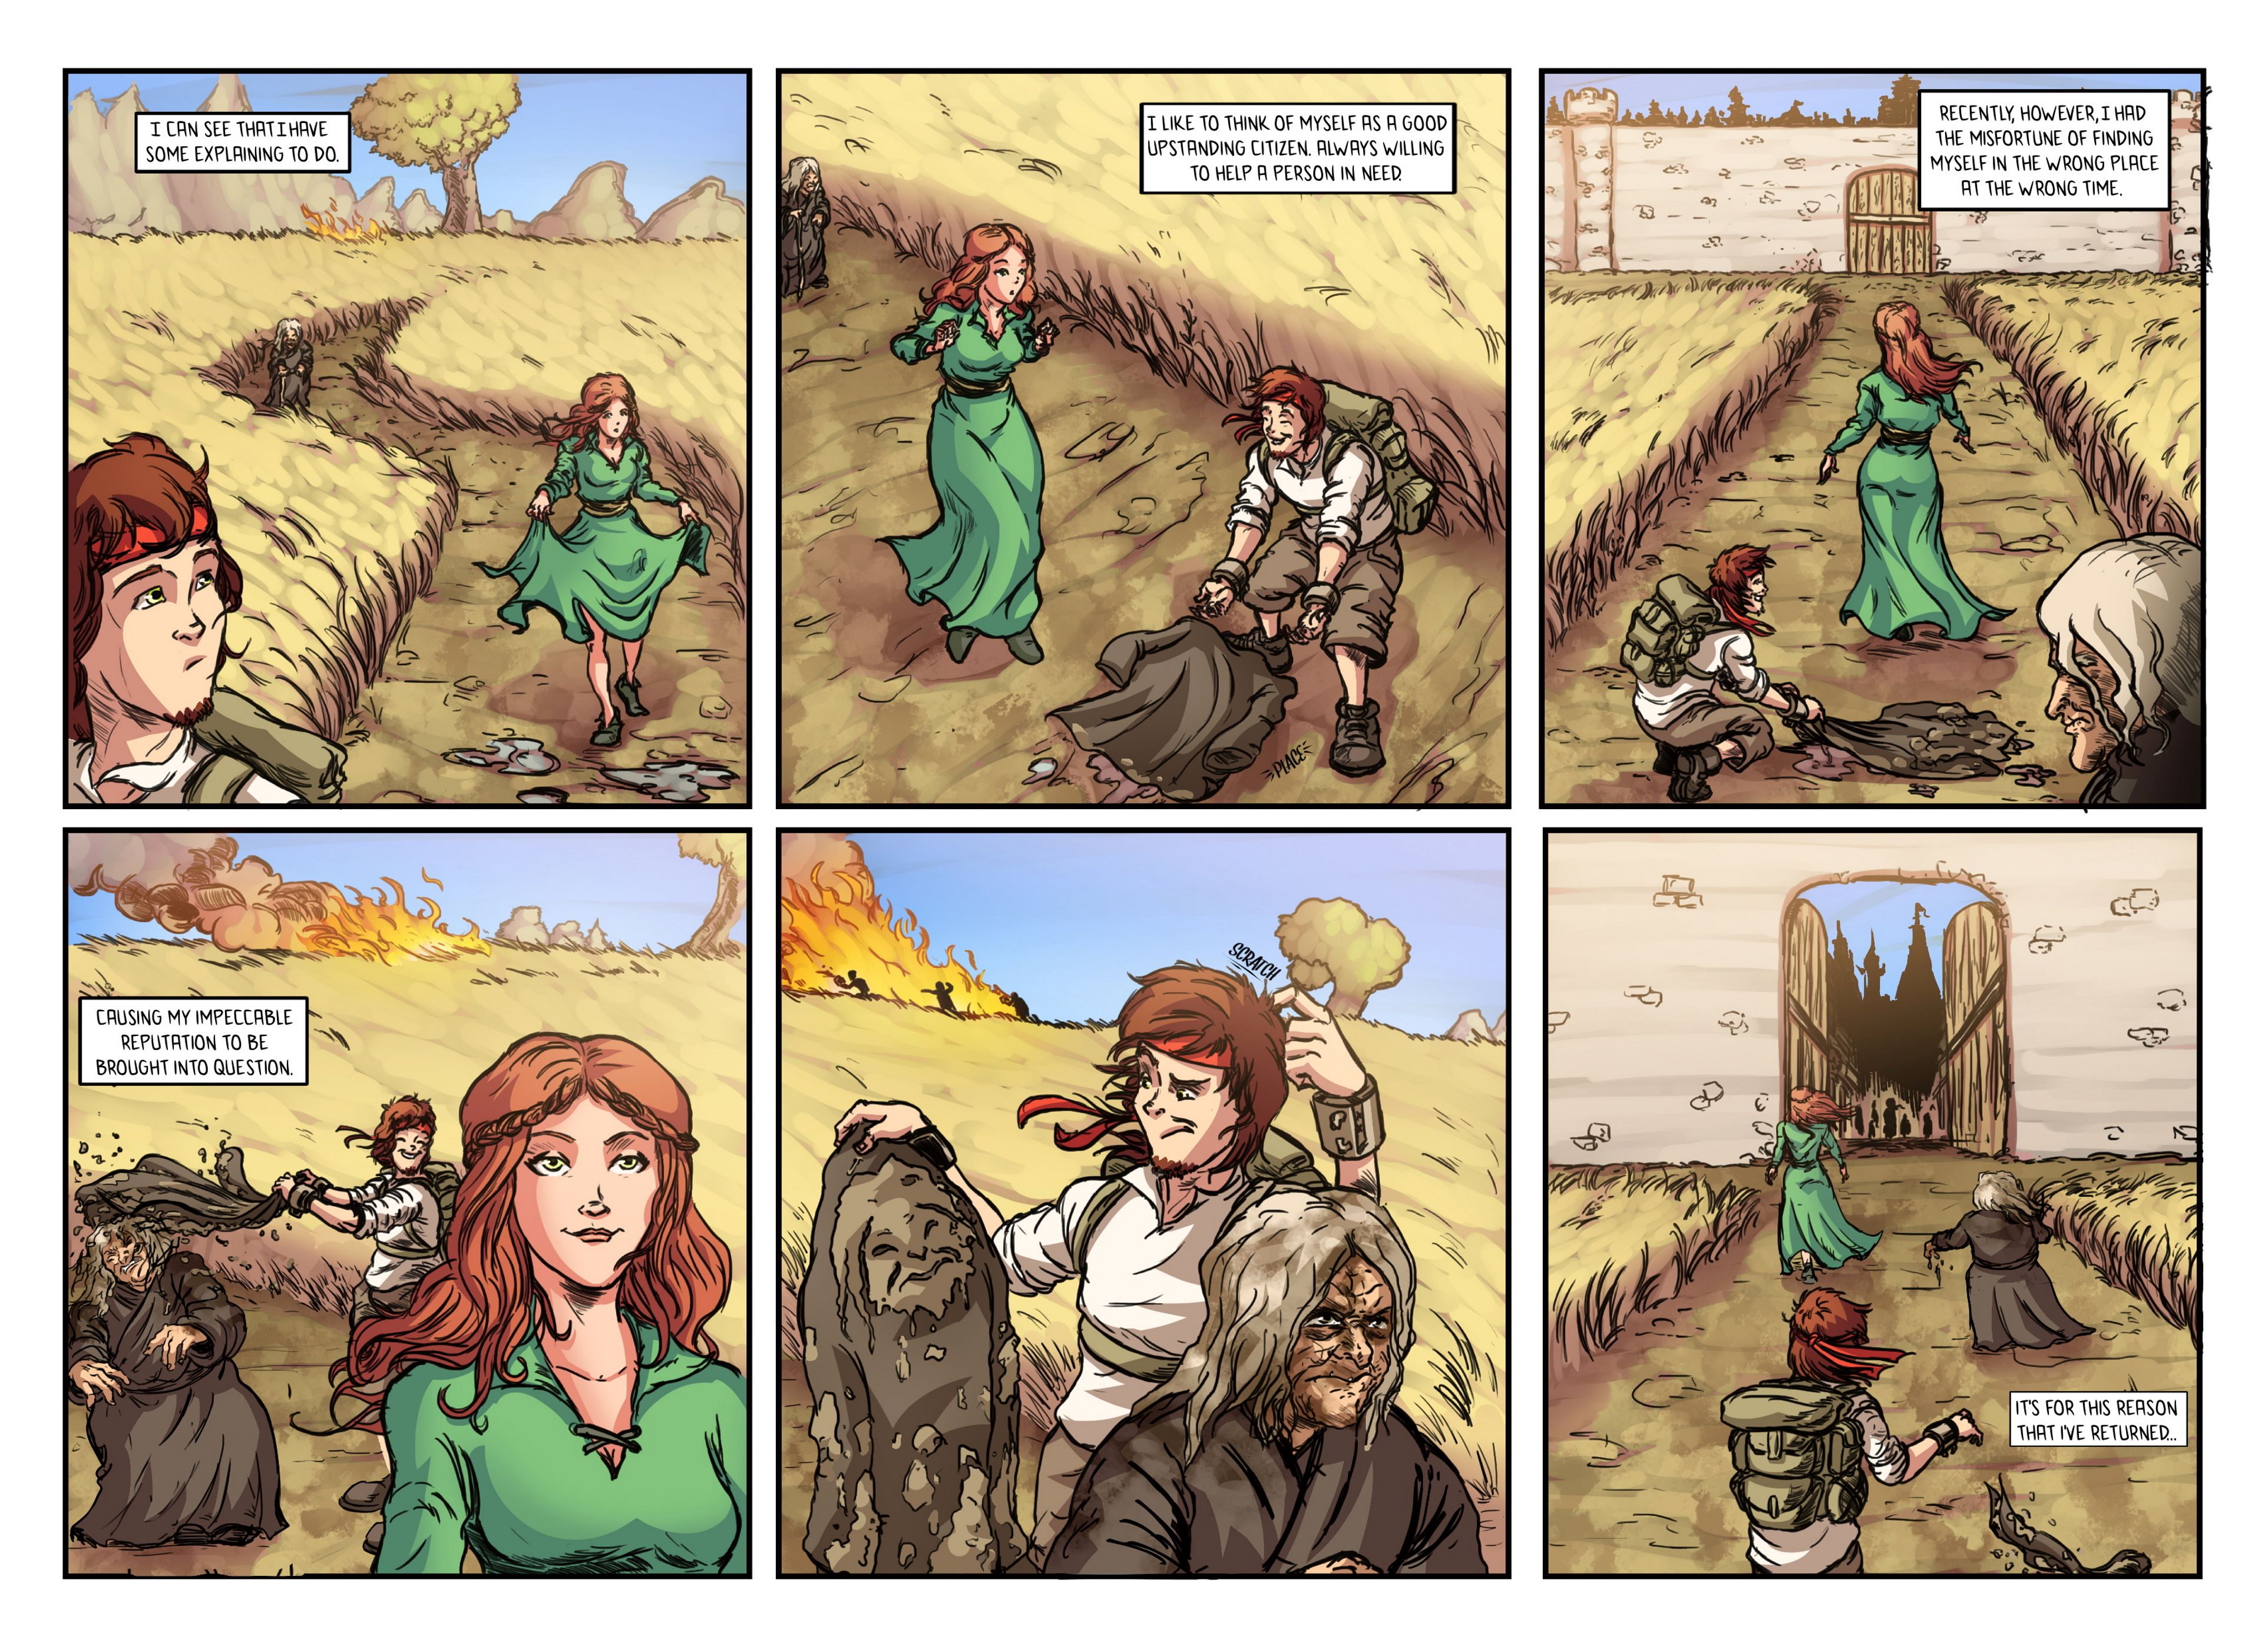 I CAN SEE THAT I HAVE
SOME EXPLAINING TO DO.
I LIKE TO THINK OF MYSELF AS A GOOD
UPSTANDING CITIZEN. ALWAYS WILLING
TO HELP A PERSON IN NEED.
PLACE
RECENTLY, HOWEVER, I HAD
THE MISFORTUNE OF FINDING
MYSELF IN THE WRONG PLACE
AT THE WRONG TIME.
CAUSING MY IMPECCABLE
REPUTATION TO BE
BROUGHT INTO QUESTION.
SCRATCH
IT'S FOR THIS REASON
THAT I'VE RETURNED...